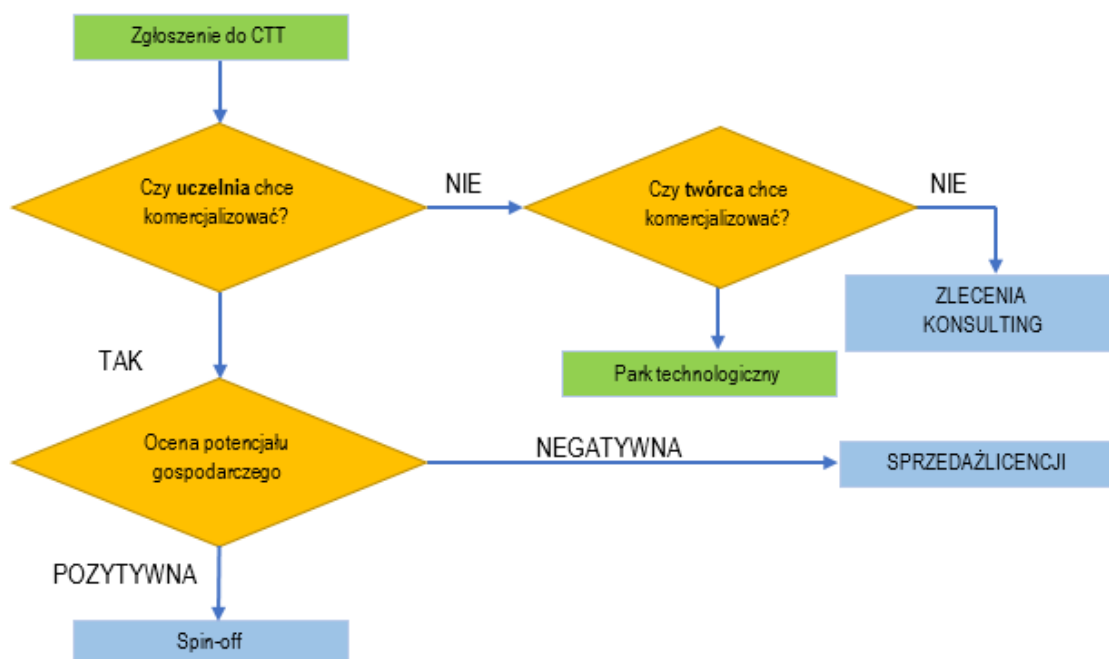 Zgłoszenie do CTT
Czy uczelnia chce
komercjalizować?
NIE
Czy twórca chce
komercjalizować?
NIE
ZLECENIA
KONSULTING
TAK
Park technologiczny
Ocena potencjału
gospodarczego
NEGATYWNA
SPRZEDAŻLICENCJI
POZYTYWNA
Spin-off